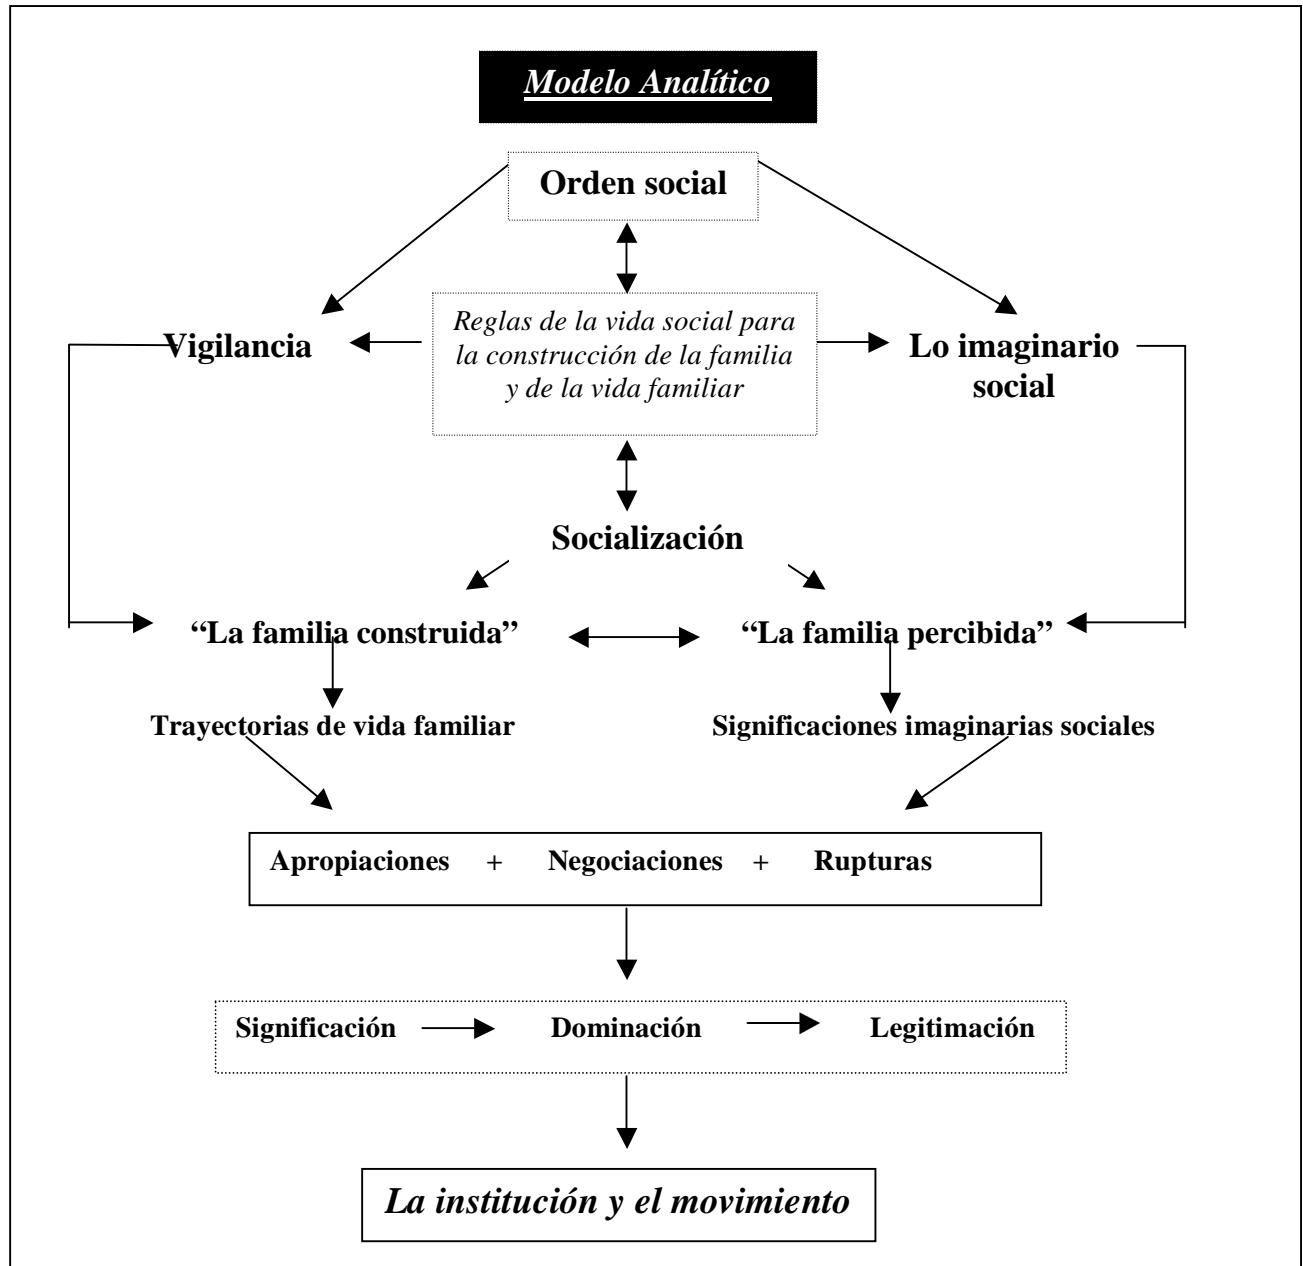 Modelo Analítico
Orden social
Reglas de la vida social para
la construcción de la familia
y de la vida familiar
Vigilancia
Lo imaginario
social
Socialización
“La familia construida”
“La familia percibida”
Trayectorias de vida familiar
Significaciones imaginarias sociales
Apropiaciones + Negociaciones + Rupturas
Significación Dominación Legitimación
La institución y el movimiento